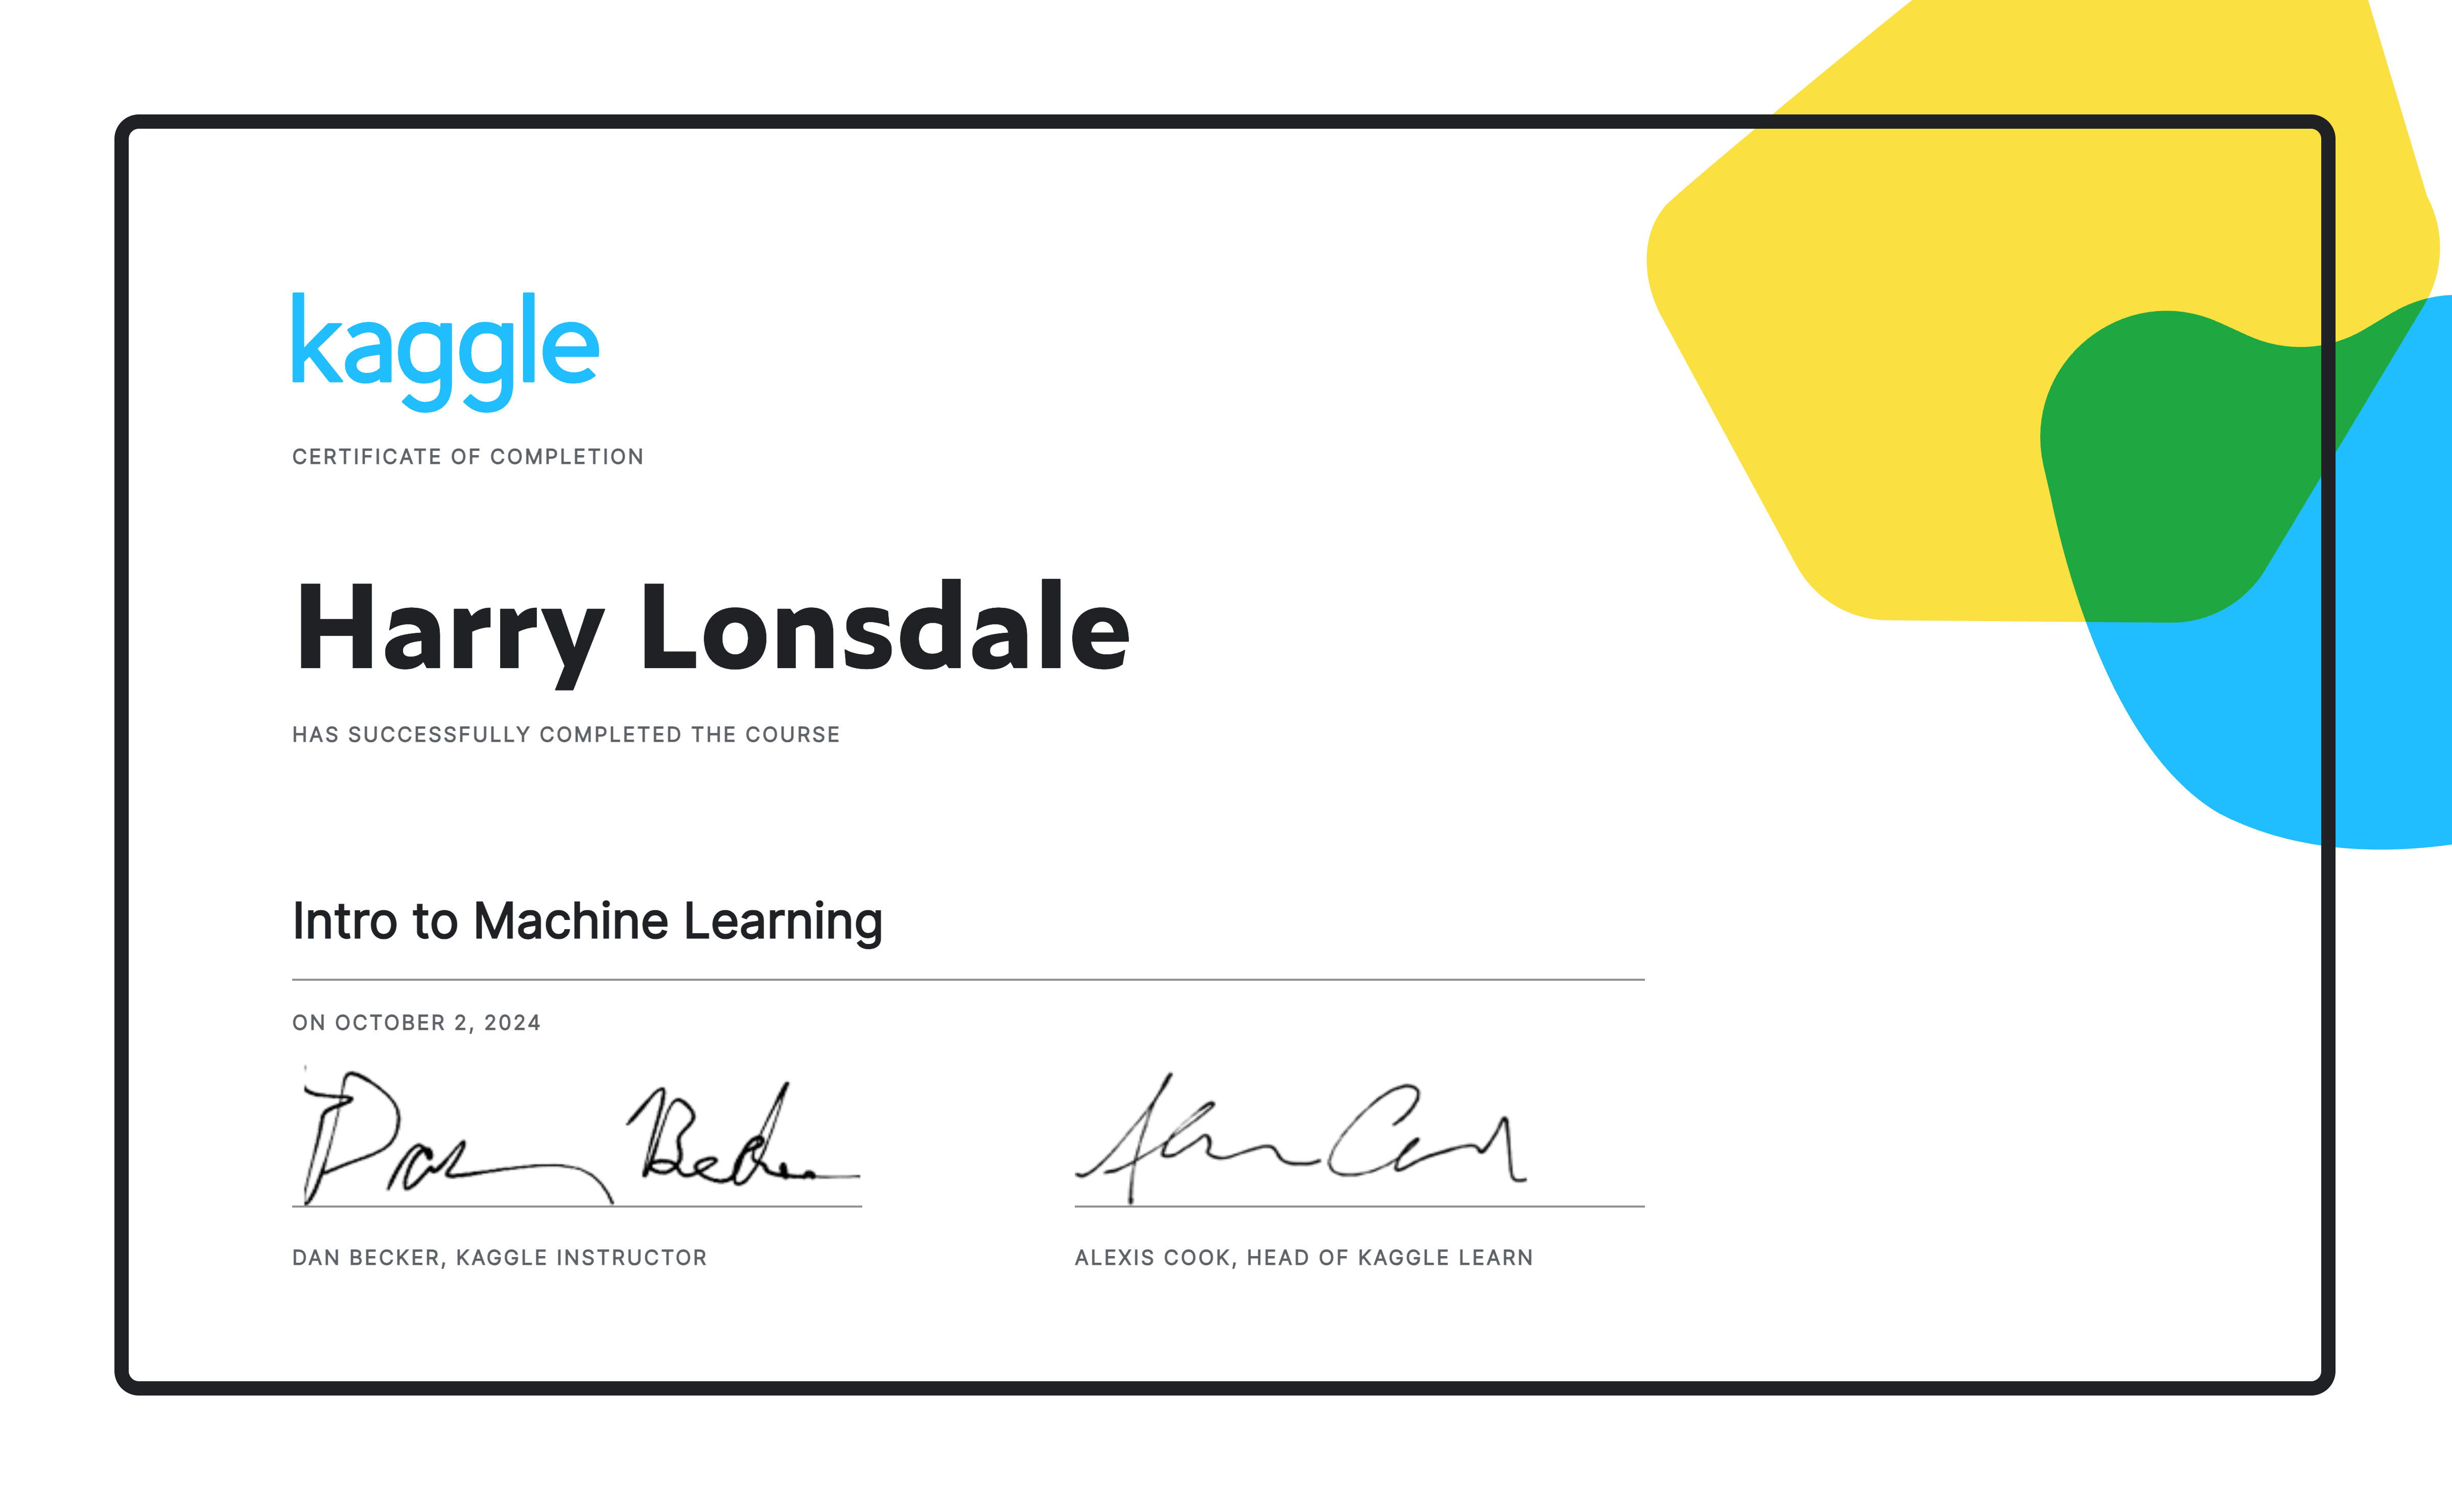 kaggle
CERTIFICATE OF COMPLETION
Harry Lonsdale
HAS SUCCESSFULLY COMPLETED THE COURSE
Intro to Machine Learning
ON OCTOBER 2, 2024
Dan Becker
Alexis Cook
DAN BECKER, KAGGLE INSTRUCTOR
ALEXIS COOK, HEAD OF KAGGLE LEARN